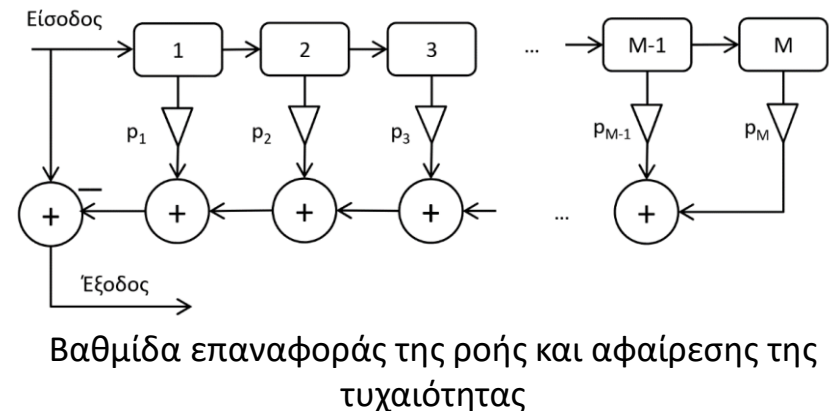 Είσοδος
1 2 3 ... M-1 M
p1 p2 p3 pM-1 pM
− + + + + ... +
Έξοδος
Βαθμίδα επαναφοράς της ροής και αφαίρεσης της
τυχαιότητας